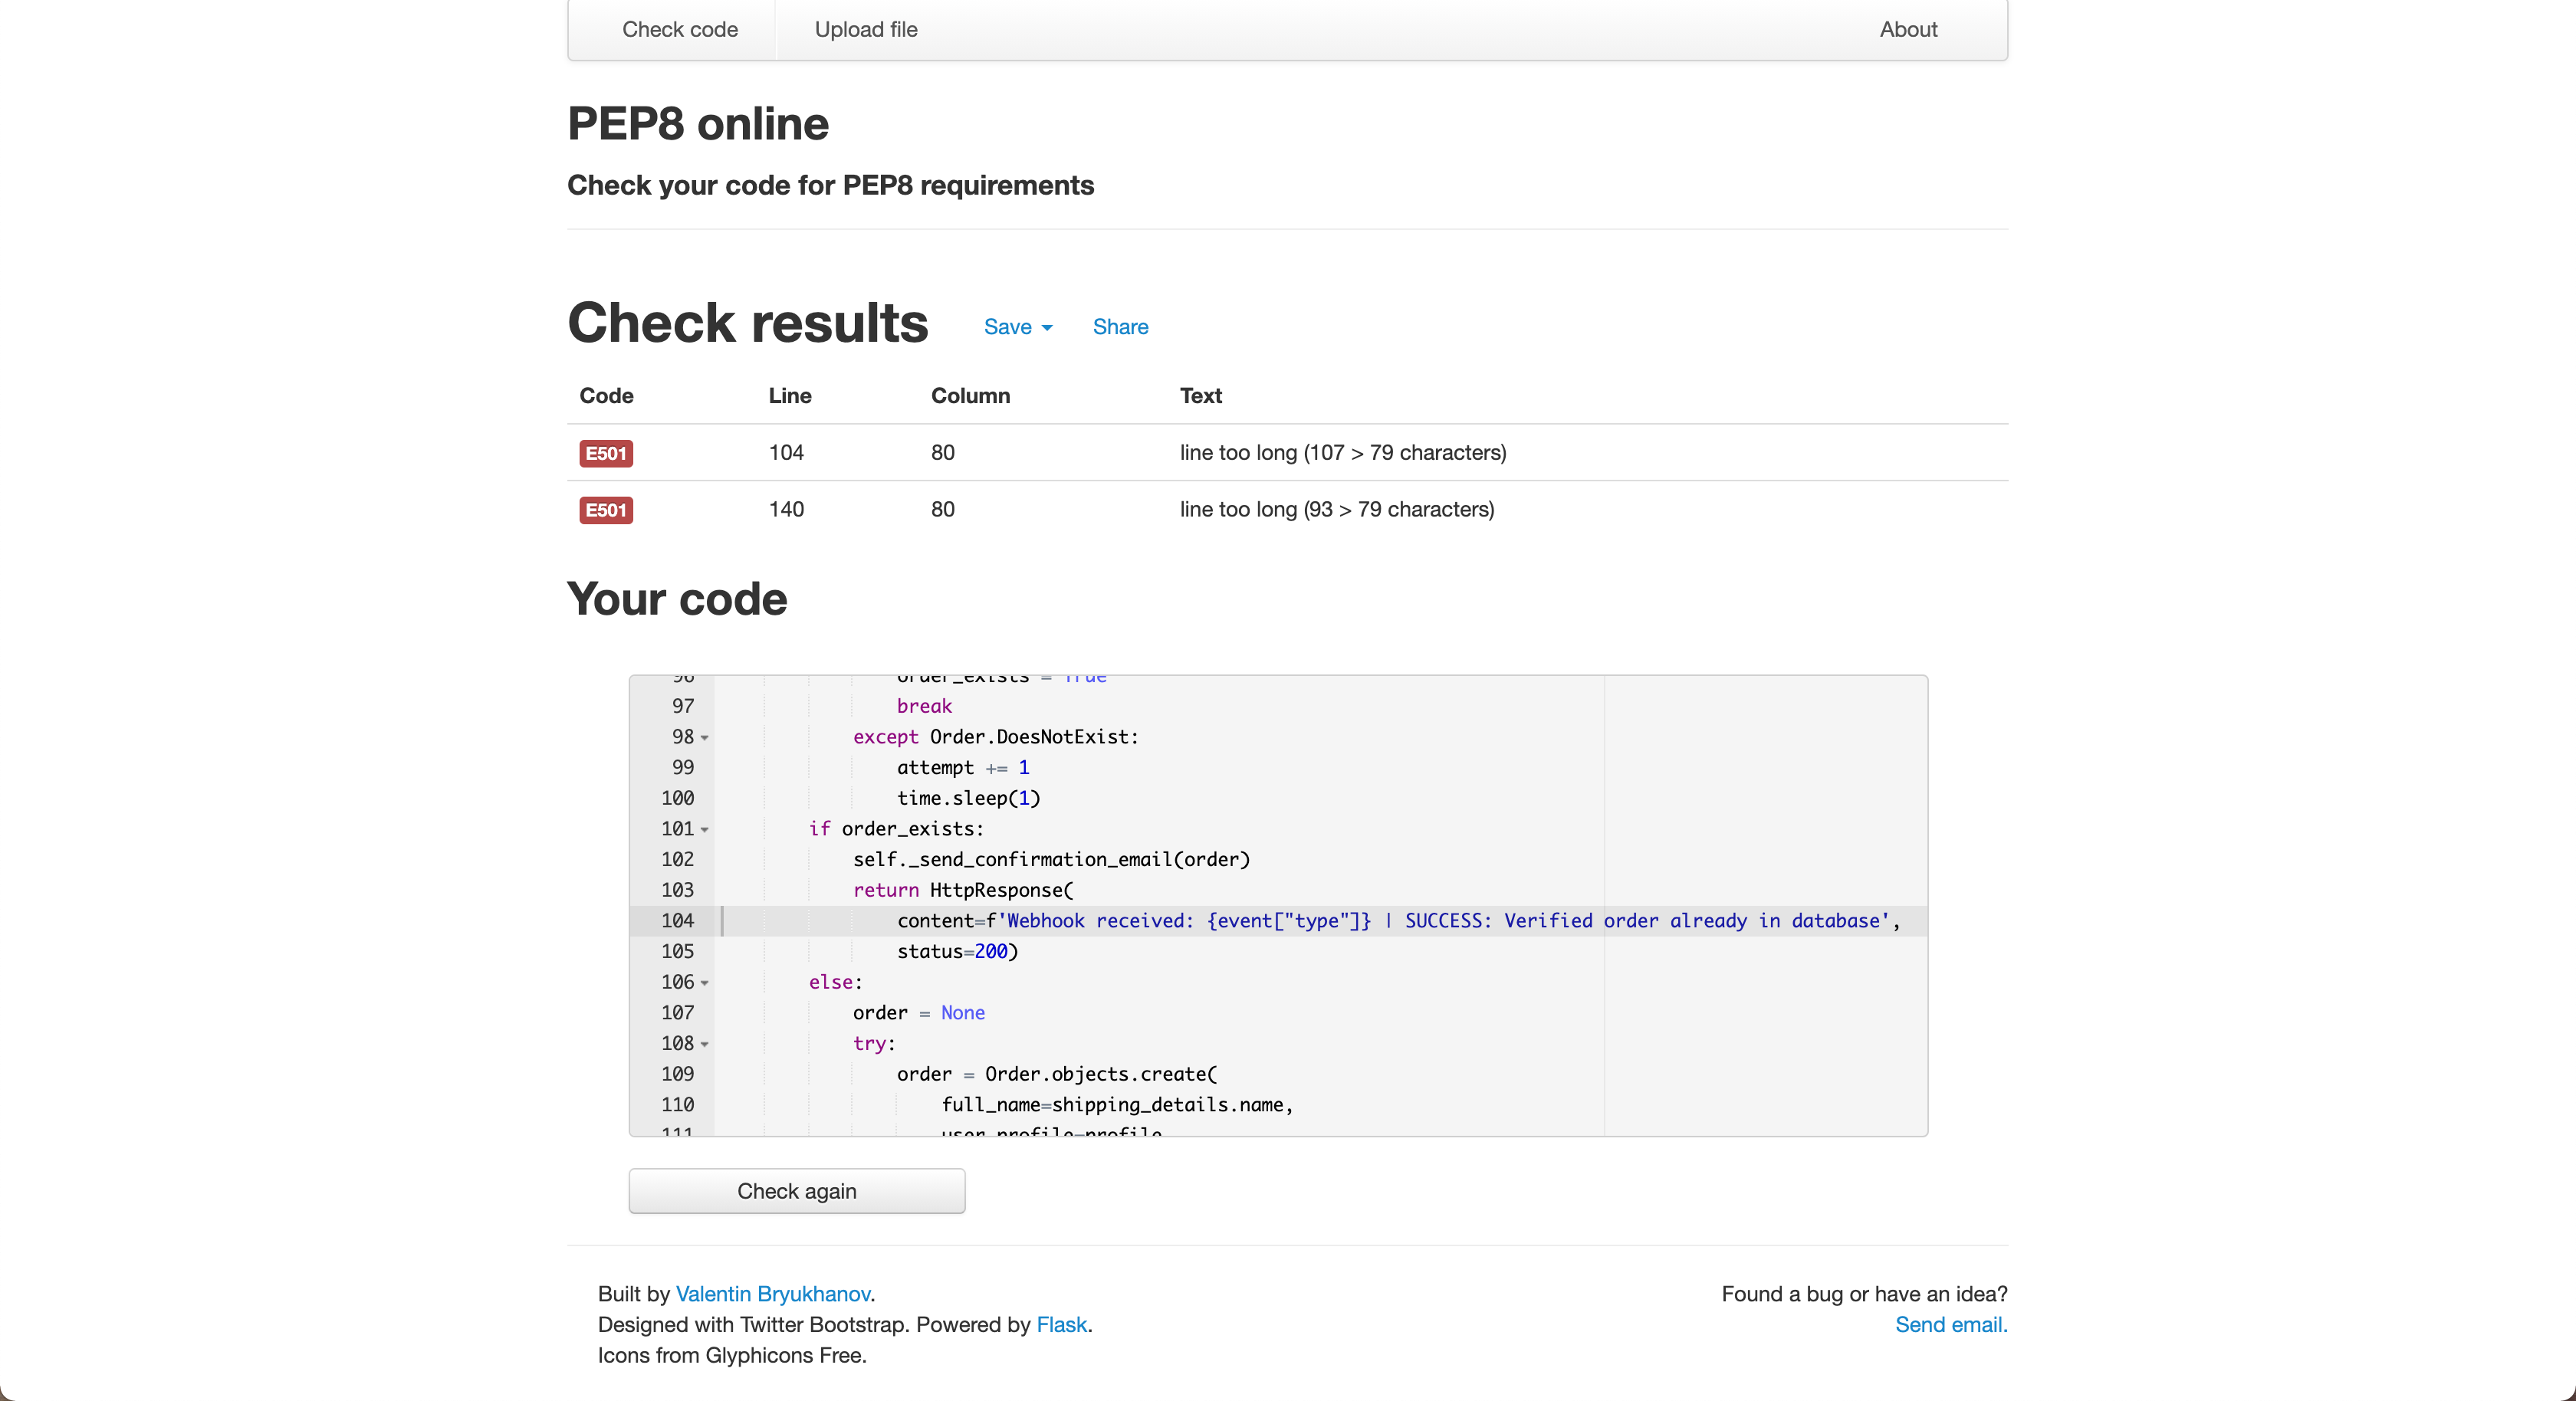 Check code Upload file About
PEP8 online
Check your code for PEP8 requirements
Check results Save Share
Code Line Column Text
E501 104 80 line too long (107 > 79 characters)
E501 140 80 line too long (93 > 79 characters)
Your code
96 order_exists = True
97 break
98 except Order.DoesNotExist:
99 attempt += 1
100 time.sleep(1)
101 if order_exists:
102 self._send_confirmation_email(order)
103 return HttpResponse(
104 content=f'Webhook received: {event["type"]} | SUCCESS: Verified order already in database',
105 status=200)
106 else:
107 order = None
108 try:
109 order = Order.objects.create(
110 full_name=shipping_details.name,
111 user_profile=profile
Check again
Built by Valentin Bryukhanov.
Designed with Twitter Bootstrap. Powered by Flask.
Icons from Glyphicons Free.
Found a bug or have an idea?
Send email.